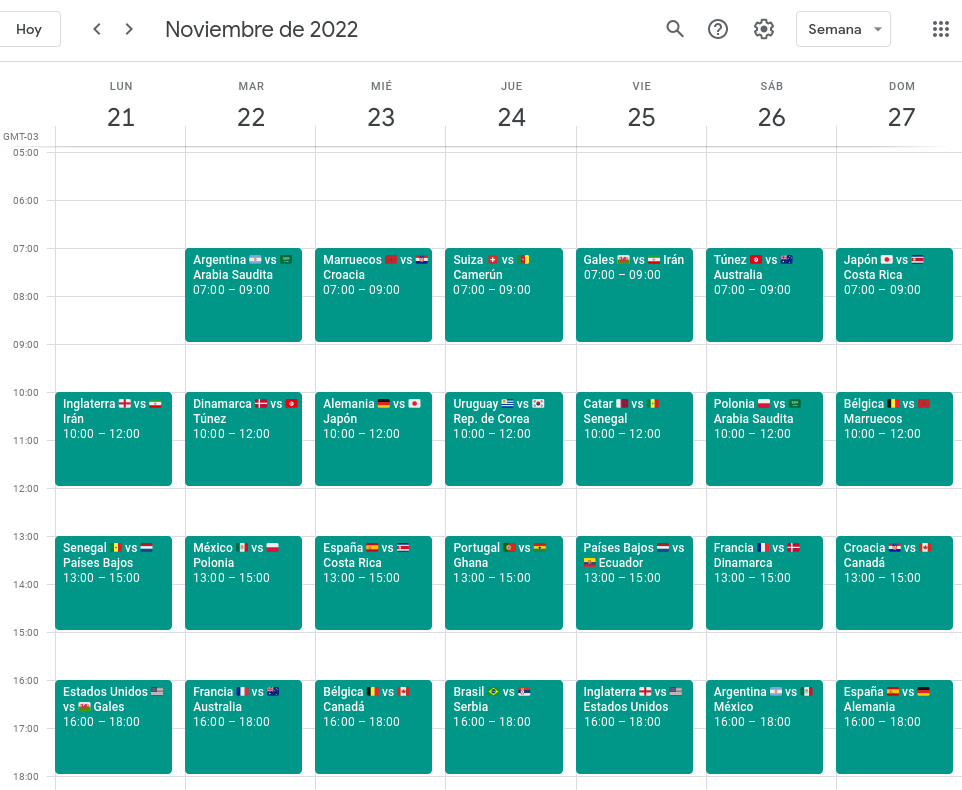 Hoy
Noviembre de 2022
Semana
LUN
MAR
MIÉ
JUE
VIE
SÁB
DOM
21
22
23
24
25
26
27
GMT-03
05:00
06:00
07:00
Argentina 🇦🇷 vs 🇸🇦
Arabia Saudita
07:00 – 09:00
Marruecos 🇲🇦 vs 🇭🇷
Croacia
07:00 – 09:00
Suiza 🇨🇭 vs 🇨🇲
Camerún
07:00 – 09:00
Gales 🏴󠁧󠁢󠁷󠁬󠁳󠁿 vs 🇮🇷 Irán
07:00 – 09:00
Túnez 🇹🇳 vs 🇦🇺
Australia
07:00 – 09:00
Japón 🇯🇵 vs 🇨🇷
Costa Rica
07:00 – 09:00
08:00
09:00
10:00
Inglaterra 🏴󠁧󠁢󠁥󠁮󠁧󠁿 vs 🇮🇷
Irán
10:00 – 12:00
Dinamarca 🇩🇰 vs 🇹🇳
Túnez
10:00 – 12:00
Alemania 🇩🇪 vs 🇯🇵
Japón
10:00 – 12:00
Uruguay 🇺🇾 vs 🇰🇷
Rep. de Corea
10:00 – 12:00
Catar 🇶🇦 vs 🇸🇳
Senegal
10:00 – 12:00
Polonia 🇵🇱 vs 🇸🇦
Arabia Saudita
10:00 – 12:00
Bélgica 🇧🇪 vs 🇲🇦
Marruecos
10:00 – 12:00
11:00
12:00
13:00
Senegal 🇸🇳 vs 🇳🇱
Países Bajos
13:00 – 15:00
México 🇲🇽 vs 🇵🇱
Polonia
13:00 – 15:00
España 🇪🇸 vs 🇨🇷
Costa Rica
13:00 – 15:00
Portugal 🇵🇹 vs 🇬🇭
Ghana
13:00 – 15:00
Países Bajos 🇳🇱 vs
🇪🇨 Ecuador
13:00 – 15:00
Francia 🇫🇷 vs 🇩🇰
Dinamarca
13:00 – 15:00
Croacia 🇭🇷 vs 🇨🇦
Canadá
13:00 – 15:00
14:00
15:00
16:00
Estados Unidos 🇺🇸
vs 🏴󠁧󠁢󠁷󠁬󠁳󠁿 Gales
16:00 – 18:00
Francia 🇫🇷 vs 🇦🇺
Australia
16:00 – 18:00
Bélgica 🇧🇪 vs 🇨🇦
Canadá
16:00 – 18:00
Brasil 🇧🇷 vs 🇷🇸
Serbia
16:00 – 18:00
Inglaterra 🏴󠁧󠁢󠁥󠁮󠁧󠁿 vs 🇺🇸
Estados Unidos
16:00 – 18:00
Argentina 🇦🇷 vs 🇲🇽
México
16:00 – 18:00
España 🇪🇸 vs 🇩🇪
Alemania
16:00 – 18:00
17:00
18:00